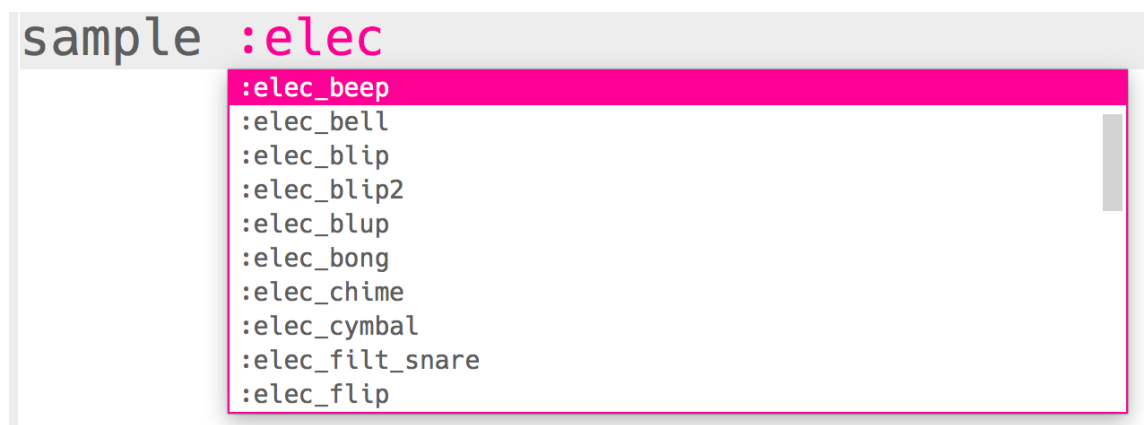 sample :elec
:elec_beep
:elec_bell
:elec_blip
:elec_blip2
:elec_blup
:elec_bong
:elec_chime
:elec_cymbal
:elec_filt_snare
:elec_flip